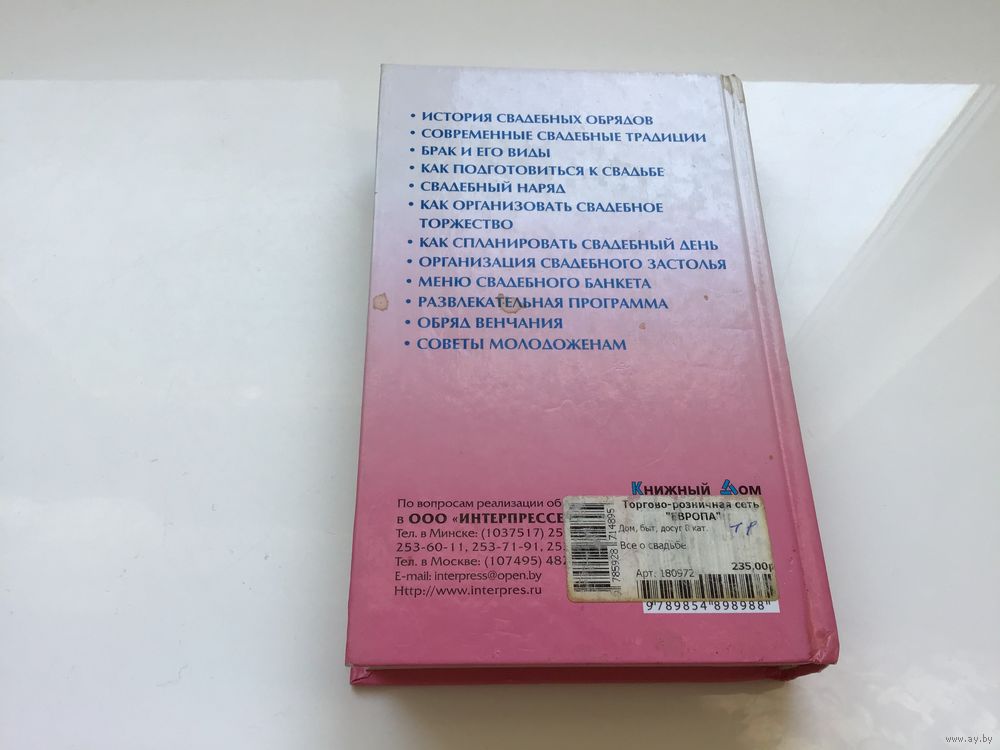 • ИСТОРИЯ СВАДЕБНЫХ ОБРЯДОВ
• СОВРЕМЕННЫЕ СВАДЕБНЫЕ ТРАДИЦИИ
• БРАК И ЕГО ВИДЫ
• КАК ПОДГОТОВИТЬСЯ К СВАДЬБЕ
• СВАДЕБНЫЙ НАРЯД
• КАК ОРГАНИЗОВАТЬ СВАДЕБНОЕ
ТОРЖЕСТВО
• КАК СПЛАНИРОВАТЬ СВАДЕБНЫЙ ДЕНЬ
• ОРГАНИЗАЦИЯ СВАДЕБНОГО ЗАСТОЛЬЯ
• МЕНЮ СВАДЕБНОГО БАНКЕТА
• РАЗВЛЕКАТЕЛЬНАЯ ПРОГРАММА
• ОБРЯД ВЕНЧАНИЯ
• СОВЕТЫ МОЛОДОЖЕНАМ
Книжный Дом
По вопросам реализации об
в ООО «ИНТЕРПРЕССЕ
Тел. в Минске: (1037517) 25
253-60-11, 253-71-91, 25
Тел. в Москве: (107495) 482
E-mail: interpress@open.by
Http://www.interpres.ru
Торгово-розничная сеть
"ЕВРОПА"
Дом, быт, досуг кат.
Все о свадьбе
235,00р
Арт. 180972
785928 714895
9 789854 898988
www.ay.by